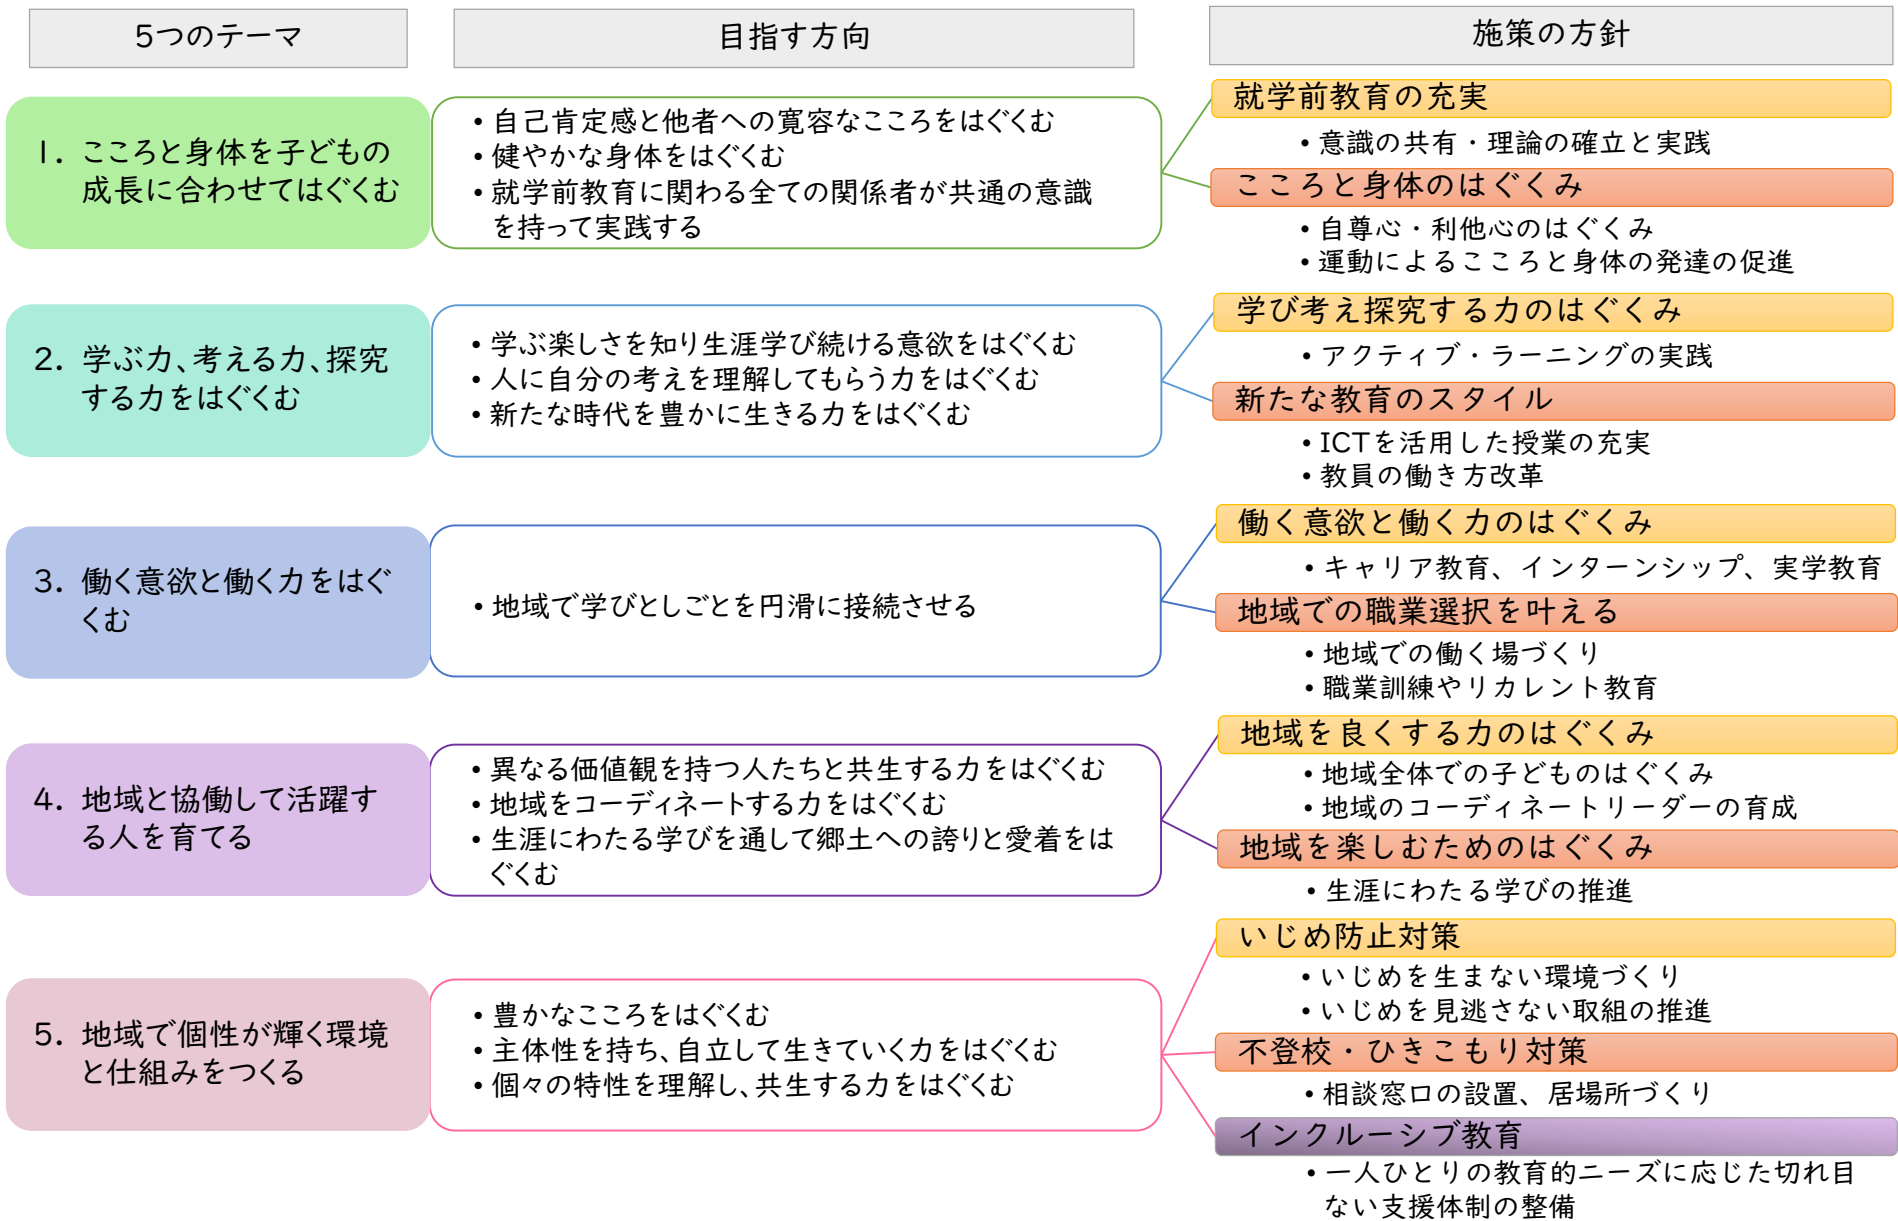 5つのテーマ
目指す方向
施策の方針
1. こころと身体を子どもの
成長に合わせてはぐくむ
• 自己肯定感と他者への寛容なこころをはぐくむ
• 健やかな身体をはぐくむ
• 就学前教育に関わる全ての関係者が共通の意識
を持って実践する
就学前教育の充実
• 意識の共有・理論の確立と実践
こころと身体のはぐくみ
• 自尊心・利他心のはぐくみ
• 運動によるこころと身体の発達の促進
2. 学ぶ力、考える力、探究
する力をはぐくむ
• 学ぶ楽しさを知り生涯学び続ける意欲をはぐくむ
• 人に自分の考えを理解してもらう力をはぐくむ
• 新たな時代を豊かに生きる力をはぐくむ
学び考え探究する力のはぐくみ
• アクティブ・ラーニングの実践
新たな教育のスタイル
• ICTを活用した授業の充実
• 教員の働き方改革
3. 働く意欲と働く力をはぐ
くむ
• 地域で学びとしごとを円滑に接続させる
働く意欲と働く力のはぐくみ
• キャリア教育、インターンシップ、実学教育
地域での職業選択を叶える
• 地域での働く場づくり
• 職業訓練やリカレント教育
4. 地域と協働して活躍す
る人を育てる
• 異なる価値観を持つ人たちと共生する力をはぐくむ
• 地域をコーディネートする力をはぐくむ
• 生涯にわたる学びを通して郷土への誇りと愛着をは
ぐくむ
地域を良くする力のはぐくみ
• 地域全体での子どものはぐくみ
• 地域のコーディネートリーダーの育成
地域を楽しむためのはぐくみ
• 生涯にわたる学びの推進
5. 地域で個性が輝く環境
と仕組みをつくる
• 豊かなこころをはぐくむ
• 主体性を持ち、自立して生きていく力をはぐくむ
• 個々の特性を理解し、共生する力をはぐくむ
いじめ防止対策
• いじめを生まない環境づくり
• いじめを見逃さない取組の推進
不登校・ひきこもり対策
• 相談窓口の設置、居場所づくり
インクルーシブ教育
• 一人ひとりの教育的ニーズに応じた切れ目
ない支援体制の整備